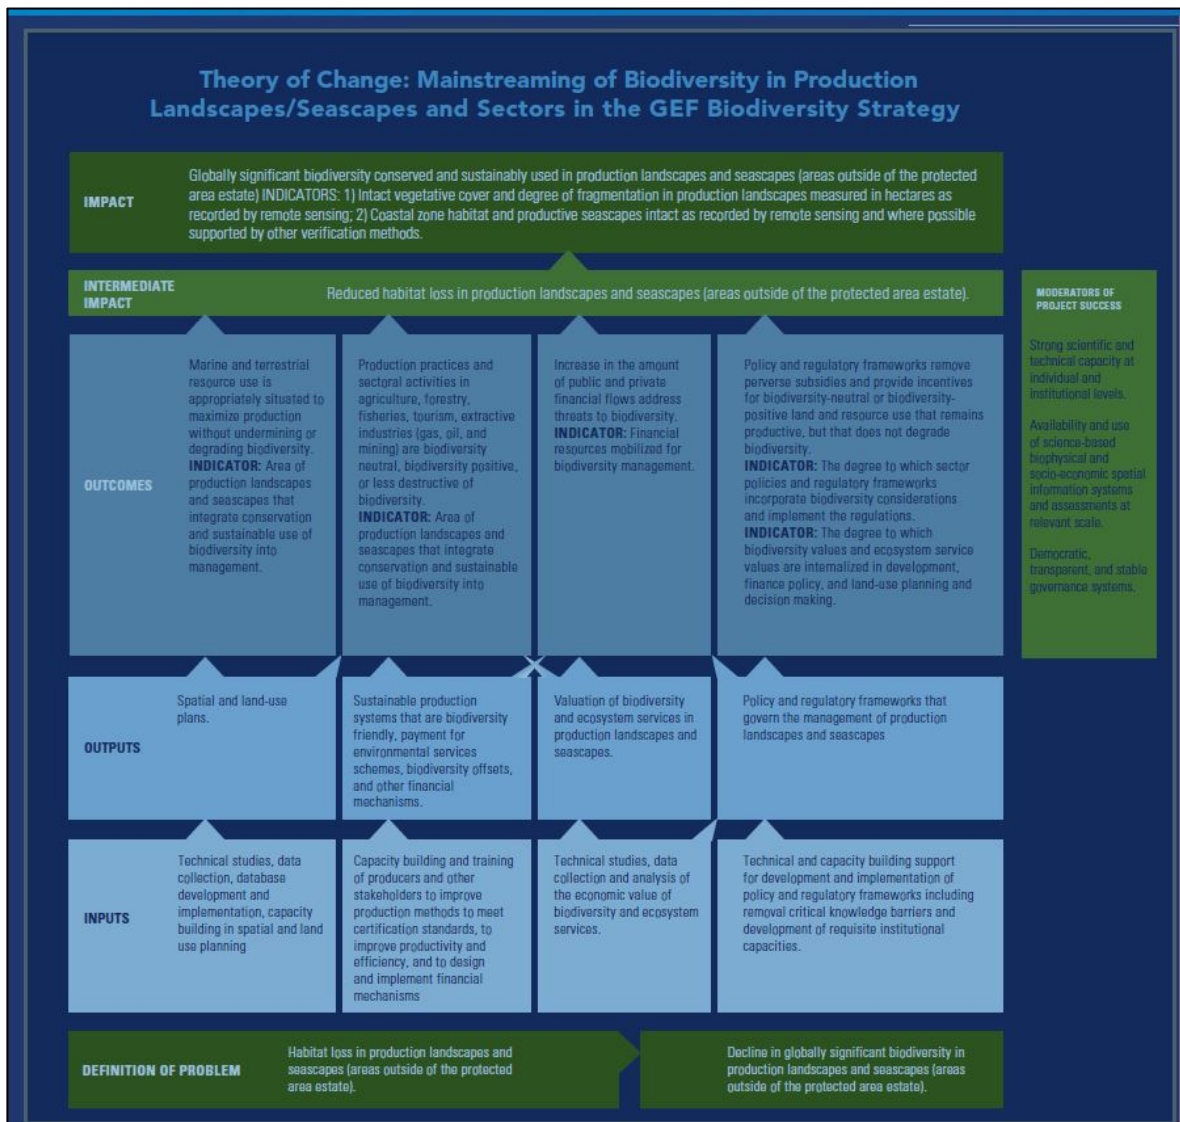 Theory of Change: Mainstreaming of Biodiversity in Production
Landscapes/Seascapes and Sectors in the GEF Biodiversity Strategy
IMPACT
Globally significant biodiversity conserved and sustainably used in production landscapes and seascapes (areas outside of the protected
area estate) INDICATORS: 1) Intact vegetative cover and degree of fragmentation in production landscapes measured in hectares as
recorded by remote sensing; 2) Coastal zone habitat and productive seascapes intact as recorded by remote sensing and where possible
supported by other verification methods.
INTERMEDIATE
IMPACT
Reduced habitat loss in production landscapes and seascapes (areas outside of the protected area estate).
OUTCOMES
Marine and terrestrial
resource use is
appropriately situated to
maximize production
without undermining or
degrading biodiversity.
INDICATOR: Area of
production landscapes
and seascapes that
integrate conservation
and sustainable use of
biodiversity into
management.
Production practices and
sectoral activities in
agriculture, forestry,
fisheries, tourism, extractive
industries (gas, oil, and
mining) are biodiversity
neutral, biodiversity positive,
or less destructive of
biodiversity.
INDICATOR: Area of
production landscapes and
seascapes that integrate
conservation and sustainable
use of biodiversity into
management.
Increase in the amount
of public and private
financial flows address
threats to biodiversity.
INDICATOR: Financial
resources mobilized for
biodiversity management.
Policy and regulatory frameworks remove
perverse subsidies and provide incentives
for biodiversity-neutral or biodiversity-
positive land and resource use that remains
productive, but that does not degrade
biodiversity.
INDICATOR: The degree to which sector
policies and regulatory frameworks
incorporate biodiversity considerations
and implement the regulations.
INDICATOR: The degree to which
biodiversity values and ecosystem service
values are internalized in development,
finance policy, and land-use planning and
decision making.
MODERATORS OF
PROJECT SUCCESS
Strong scientific and
technical capacity at
individual and
institutional levels.
Availability and use
of science-based
biophysical and
socio-economic spatial
information systems
and assessments at
relevant scale.
Democratic,
transparent, and stable
governance systems.
OUTPUTS
Spatial and land-use
plans.
Sustainable production
systems that are biodiversity
friendly, payment for
environmental services
schemes, biodiversity offsets,
and other financial
mechanisms.
Valuation of biodiversity
and ecosystem services in
production landscapes and
seascapes.
Policy and regulatory frameworks that
govern the management of production
landscapes and seascapes
INPUTS
Technical studies, data
collection, database
development and
implementation, capacity
building in spatial and land
use planning
Capacity building and training
of producers and other
stakeholders to improve
production methods to meet
certification standards, to
improve productivity and
efficiency, and to design
and implement financial
mechanisms
Technical studies, data
collection and analysis of
the economic value of
biodiversity and ecosystem
services.
Technical and capacity building support
for development and implementation of
policy and regulatory frameworks including
removal critical knowledge barriers and
development of requisite institutional
capacities.
DEFINITION OF PROBLEM
Habitat loss in production landscapes and
seascapes (areas outside of the protected
area estate).
Decline in globally significant biodiversity in
production landscapes and seascapes (areas
outside of the protected area estate).